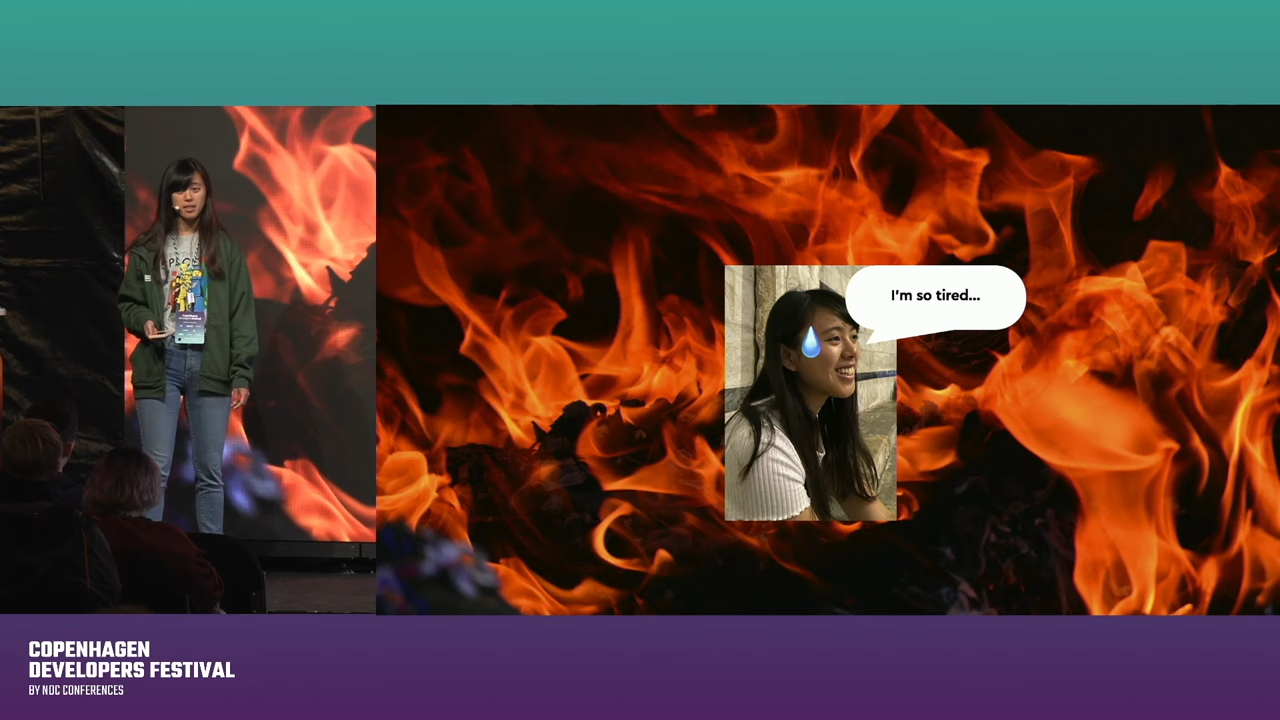 I'm so tired...
COPENHAGEN
DEVELOPERS FESTIVAL
BY NDC CONFERENCES